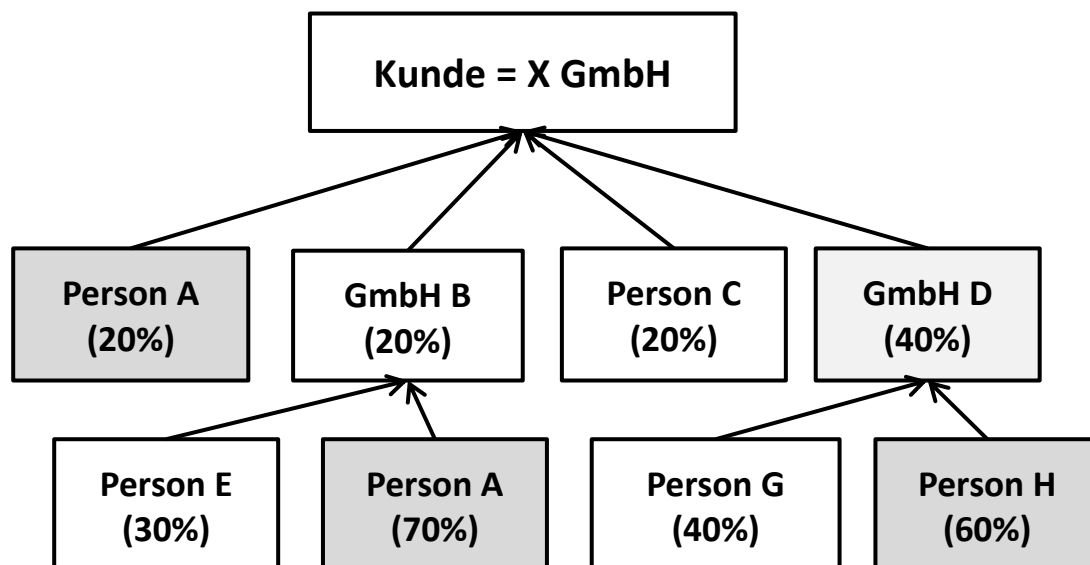 Kunde = X GmbH
Person A
(20%)
GmbH B
(20%)
Person C
(20%)
GmbH D
(40%)
Person E
(30%)
Person A
(70%)
Person G
(40%)
Person H
(60%)